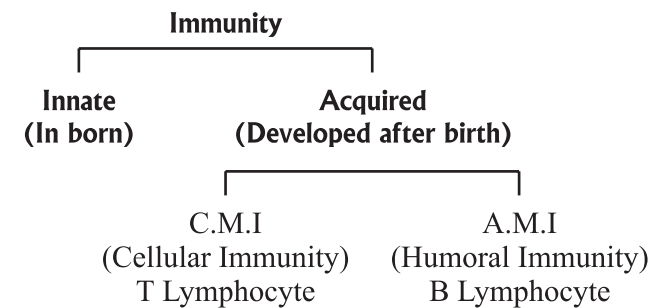 Immunity
Innate
(In born)
Acquired
(Developed after birth)
C.M.I
(Cellular Immunity)
T Lymphocyte
A.M.I
(Humoral Immunity)
B Lymphocyte